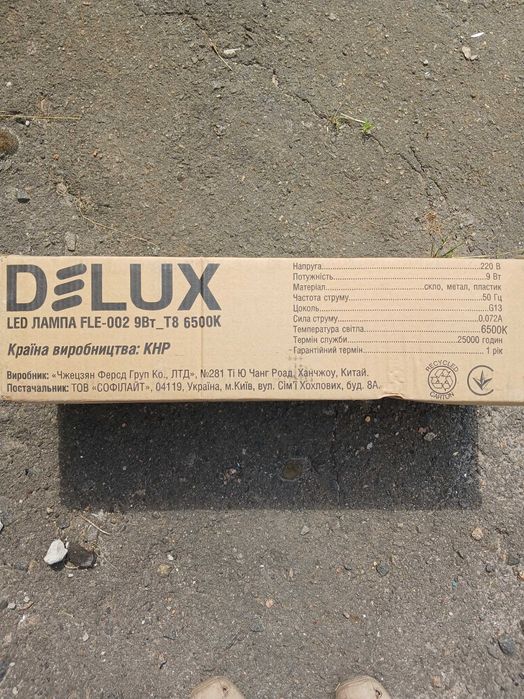 DELUX
LED ЛАМПА FLE-002 9Вт_T8 6500K
Країна виробництва: КНР
Виробник: «Чжецзян Ферсд Груп Ко., ЛТД», №281 Ті Ю Чанг Роад, Ханчжоу, Китай.
Постачальник: ТОВ «СОФІЛАЙТ», 04119, Україна, м.Київ, вул. Сім'ї Хохлових, буд. 8А.
Напруга 220 В
Потужність 9 Вт
Матеріал скло, метал, пластик
Частота струму 50 Гц
Цоколь G13
Сила струму 0,072А
Температура світла 6500K
Термін служби 25000 годин
Гарантійний термін 1 рік
RECYCLED
CARTON